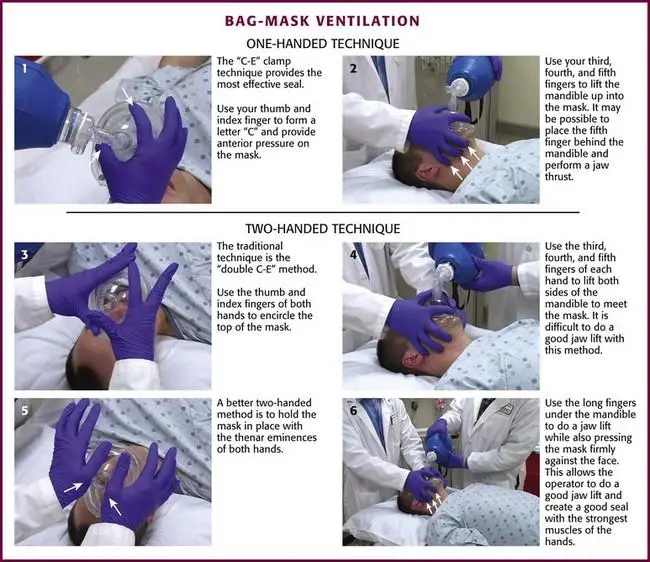 BAG-MASK VENTILATION
ONE-HANDED TECHNIQUE
1
The “C-E” clamp
technique provides the
most effective seal.
Use your thumb and
index finger to form a
letter “C” and provide
anterior pressure on
the mask.
2
Use your third,
fourth, and fifth
fingers to lift the
mandible up into
the mask. It may
be possible to
place the fifth
finger behind the
mandible and
perform a jaw
thrust.
TWO-HANDED TECHNIQUE
3
The traditional
technique is the
“double C-E” method.
Use the thumb and
index fingers of both
hands to encircle the
top of the mask.
4
Use the third,
fourth, and fifth
fingers of each
hand to lift both
sides of the
mandible to meet
the mask. It is
difficult to do a
good jaw lift with
this method.
5
A better two-handed
method is to hold the
mask in place with
the thenar eminences
of both hands.
6
Use the long fingers
under the mandible
to do a jaw lift
while also pressing
the mask firmly
against the face.
This allows the
operator to do a
good jaw lift and
create a good seal
with the strongest
muscles of the
hands.